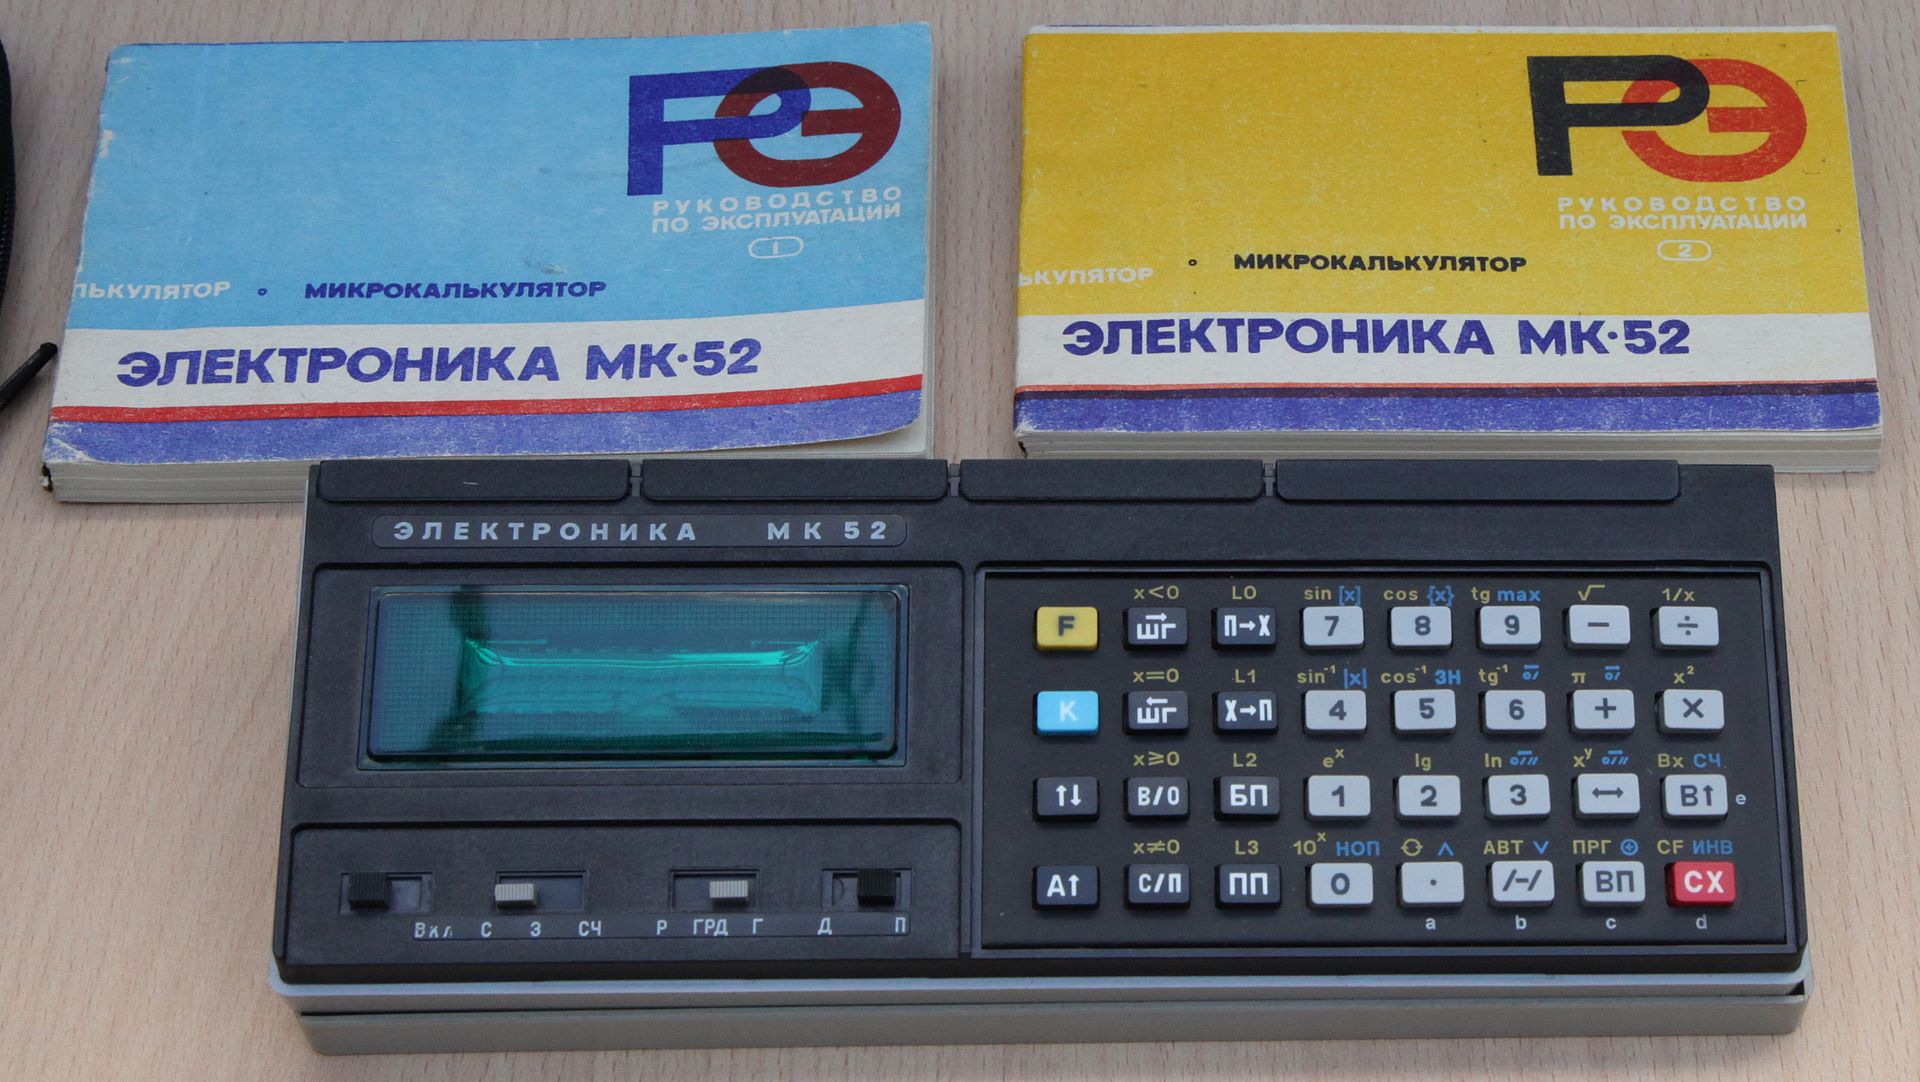 РЭ
РУКОВОДСТВО
ПО ЭКСПЛУАТАЦИИ
1
ЬКУЛЯТОР ° МИКРОКАЛЬКУЛЯТОР
ЭЛЕКТРОНИКА МК·52
РЭ
РУКОВОДСТВО
ПО ЭКСПЛУАТАЦИИ
2
ЬКУЛЯТОР ° МИКРОКАЛЬКУЛЯТОР
ЭЛЕКТРОНИКА МК·52
ЭЛЕКТРОНИКА МК 52
x<0 L0 sin [x] cos {x} tg max √ 1/x
F ШГ П→X 7 8 9 − ÷
x=0 L1 sin⁻¹ |x| cos⁻¹ ЗН tg⁻¹ π x²
K ШГ X→П 4 5 6 + ×
x≥0 L2 eˣ lg ln xʸ Вx СЧ
↑↓ В/О БП 1 2 3 ↔ В↑ e
x≠0 L3 10ˣ НОП ⟳ ∧ АВТ ∨ ПРГ ⊕ CF ИНВ
А↑ С/П ПП 0 · /−/ ВП CX
a b c d
Вкл С З СЧ Р ГРД Г Д П